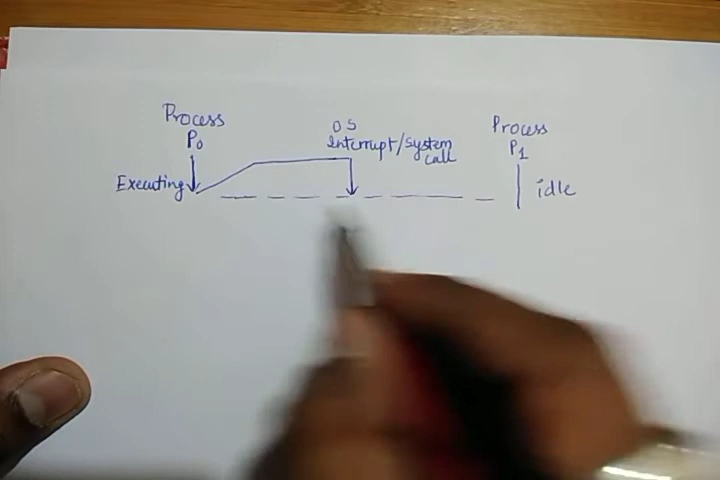 Process
P0
Executing
OS
Interrupt/System
call
Process
P1
idle